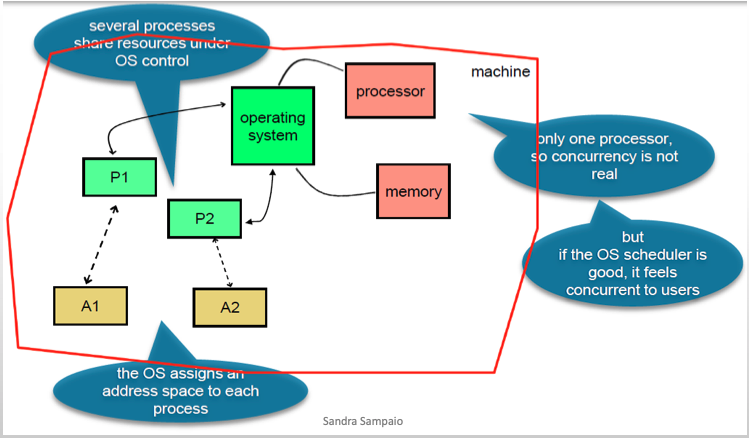 several processes
share resources under
OS control
machine
processor
operating
system
only one processor,
so concurrency is not
real
P1
memory
P2
but
if the OS scheduler is
good, it feels
concurrent to users
A1
A2
the OS assigns an
address space to each
process
Sandra Sampaio